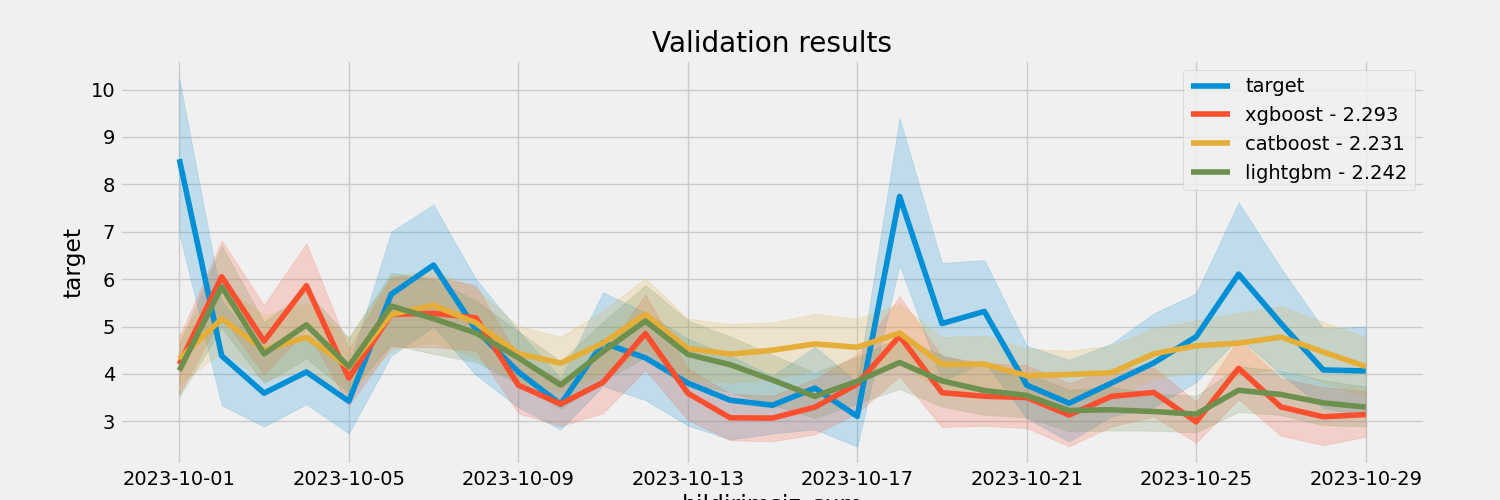 Validation results
target
10
9
8
7
6
5
4
3
target
xgboost - 2.293
catboost - 2.231
lightgbm - 2.242
2023-10-01 2023-10-05 2023-10-09 2023-10-13 2023-10-17 2023-10-21 2023-10-25 2023-10-29